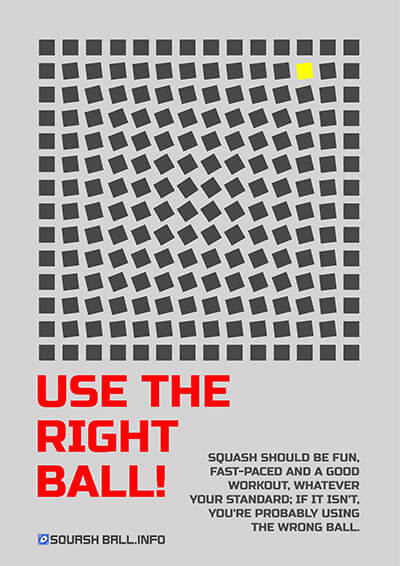 USE THE
RIGHT
BALL!
SQUASH SHOULD BE FUN,
FAST-PACED AND A GOOD
WORKOUT, WHATEVER
YOUR STANDARD; IF IT ISN'T,
YOU'RE PROBABLY USING
THE WRONG BALL.
SQUASH BALL.INFO